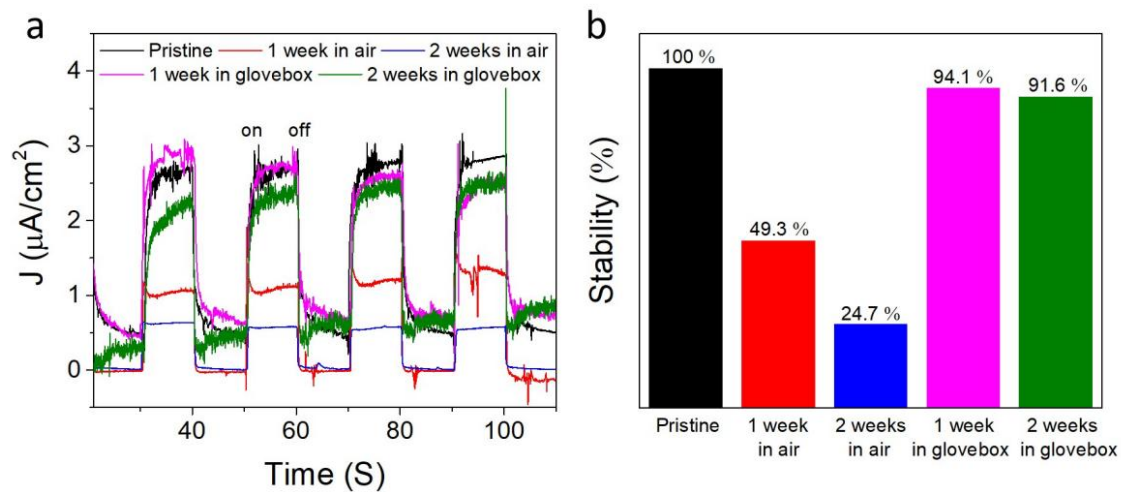 a
Pristine 1 week in air 2 weeks in air
1 week in glovebox 2 weeks in glovebox
4
3
2
1
0
on off
J (μA/cm²)
40 60 80 100
Time (S)
b
100 %
49.3 %
24.7 %
94.1 %
91.6 %
Stability (%)
Pristine
1 week
in air
2 weeks
in air
1 week
in glovebox
2 weeks
in glovebox